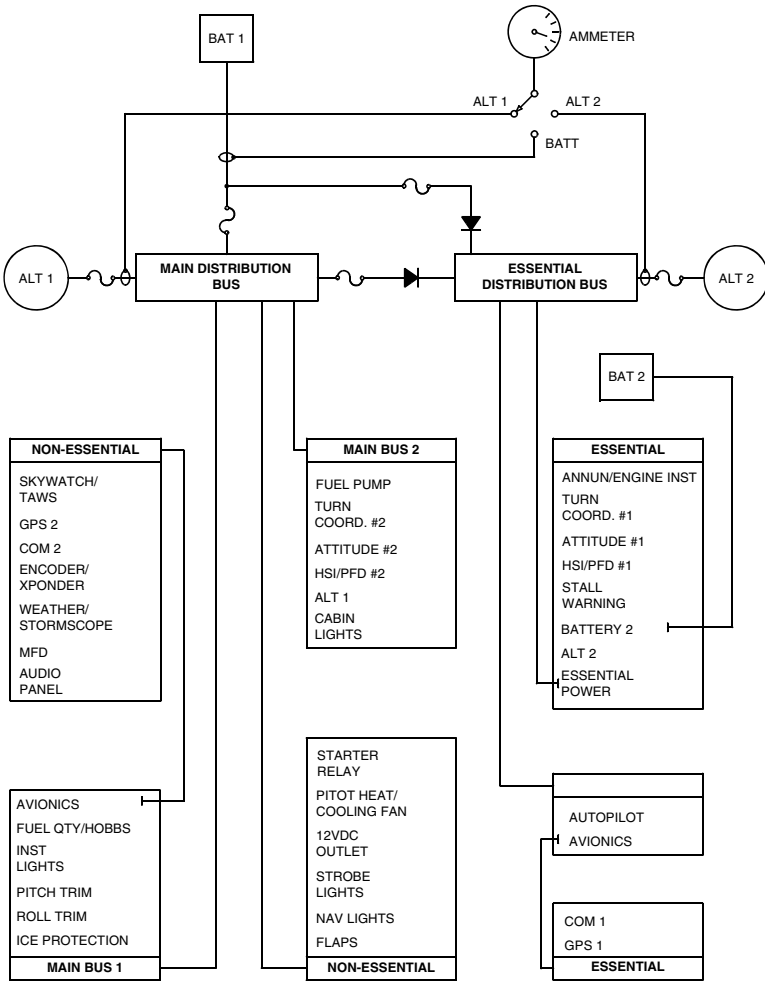 BAT 1
AMMETER
ALT 1
ALT 2
BATT
ALT 1
MAIN DISTRIBUTION
BUS
ESSENTIAL
DISTRIBUTION BUS
ALT 2
BAT 2
NON-ESSENTIAL
SKYWATCH/
TAWS
GPS 2
COM 2
ENCODER/
XPONDER
WEATHER/
STORMSCOPE
MFD
AUDIO
PANEL
MAIN BUS 2
FUEL PUMP
TURN
COORD. #2
ATTITUDE #2
HSI/PFD #2
ALT 1
CABIN
LIGHTS
ESSENTIAL
ANNUN/ENGINE INST
TURN
COORD. #1
ATTITUDE #1
HSI/PFD #1
STALL
WARNING
BATTERY 2
ALT 2
ESSENTIAL
POWER
AVIONICS
FUEL QTY/HOBBS
INST
LIGHTS
PITCH TRIM
ROLL TRIM
ICE PROTECTION
MAIN BUS 1
STARTER
RELAY
PITOT HEAT/
COOLING FAN
12VDC
OUTLET
STROBE
LIGHTS
NAV LIGHTS
FLAPS
NON-ESSENTIAL
AUTOPILOT
AVIONICS
COM 1
GPS 1
ESSENTIAL